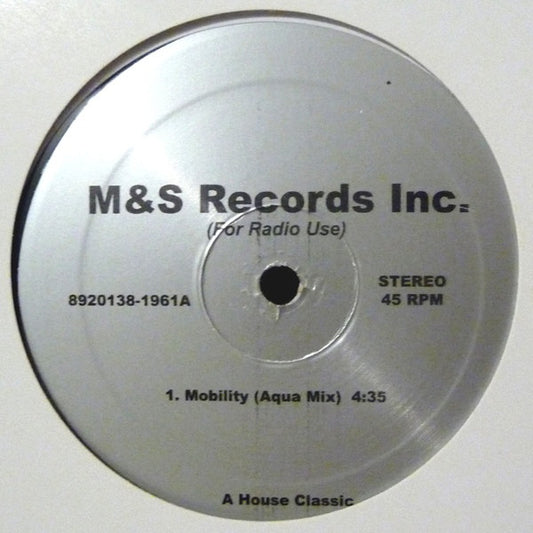 M&S Records Inc.
(For Radio Use)
8920138-1961A
STEREO
45 RPM
1. Mobility (Aqua Mix) 4:35
A House Classic